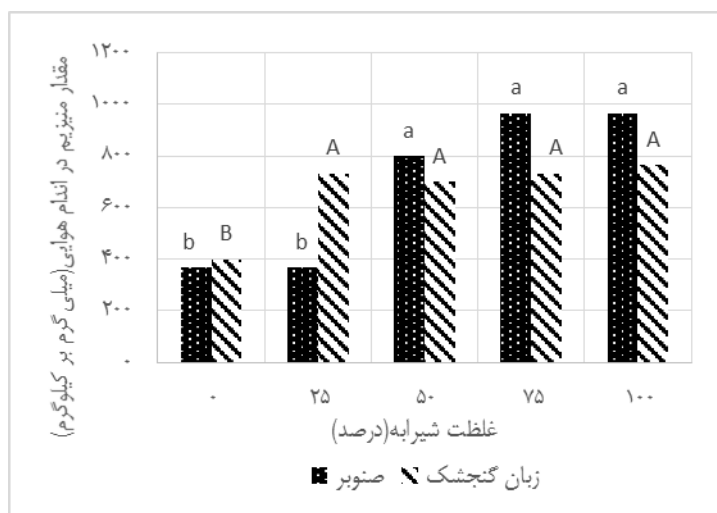 مقدار منیزیم در اندام هوایی(میلی گرم بر کیلوگرم)
۱۲۰۰
۱۰۰۰
۸۰۰
۶۰۰
۴۰۰
۲۰۰
۰
b B b A a A a A a A
۰ ۲۵ ۵۰ ۷۵ ۱۰۰
غلظت شیرابه(درصد)
صنوبر زبان گنجشک